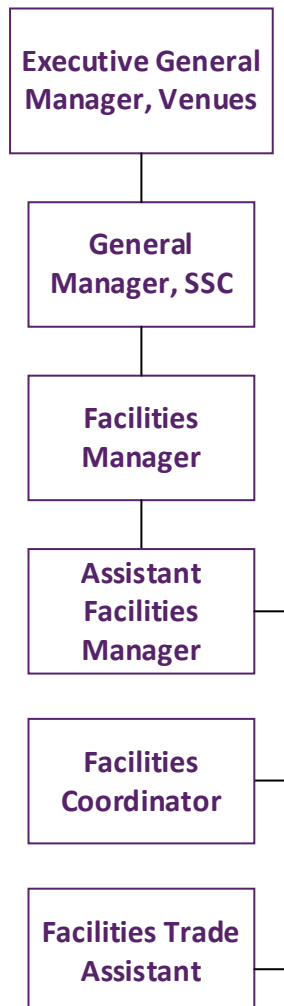 Executive General
Manager, Venues
General
Manager, SSC
Facilities
Manager
Assistant
Facilities
Manager
Facilities
Coordinator
Facilities Trade
Assistant